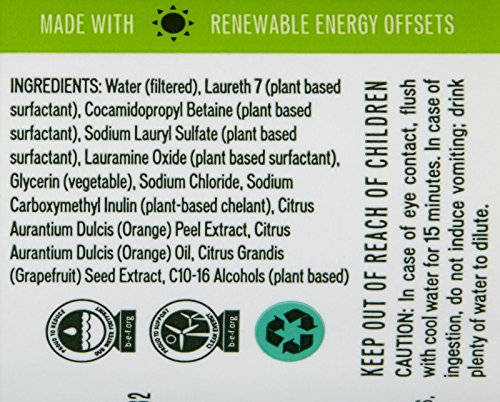 MADE WITH RENEWABLE ENERGY OFFSETS
INGREDIENTS: Water (filtered), Laureth 7 (plant based
surfactant), Cocamidopropyl Betaine (plant based
surfactant), Sodium Lauryl Sulfate (plant based
surfactant), Lauramine Oxide (plant based surfactant),
Glycerin (vegetable), Sodium Chloride, Sodium
Carboxymethyl Inulin (plant-based chelant), Citrus
Aurantium Dulcis (Orange) Peel Extract, Citrus
Aurantium Dulcis (Orange) Oil, Citrus Grandis
(Grapefruit) Seed Extract, C10-16 Alcohols (plant based)
b-e-f.org
b-e-f.org
KEEP OUT OF REACH OF CHILDREN
CAUTION: In case of eye contact, flush
with cool water for 15 minutes. In case of
ingestion, do not induce vomiting; drink
plenty of water to dilute.